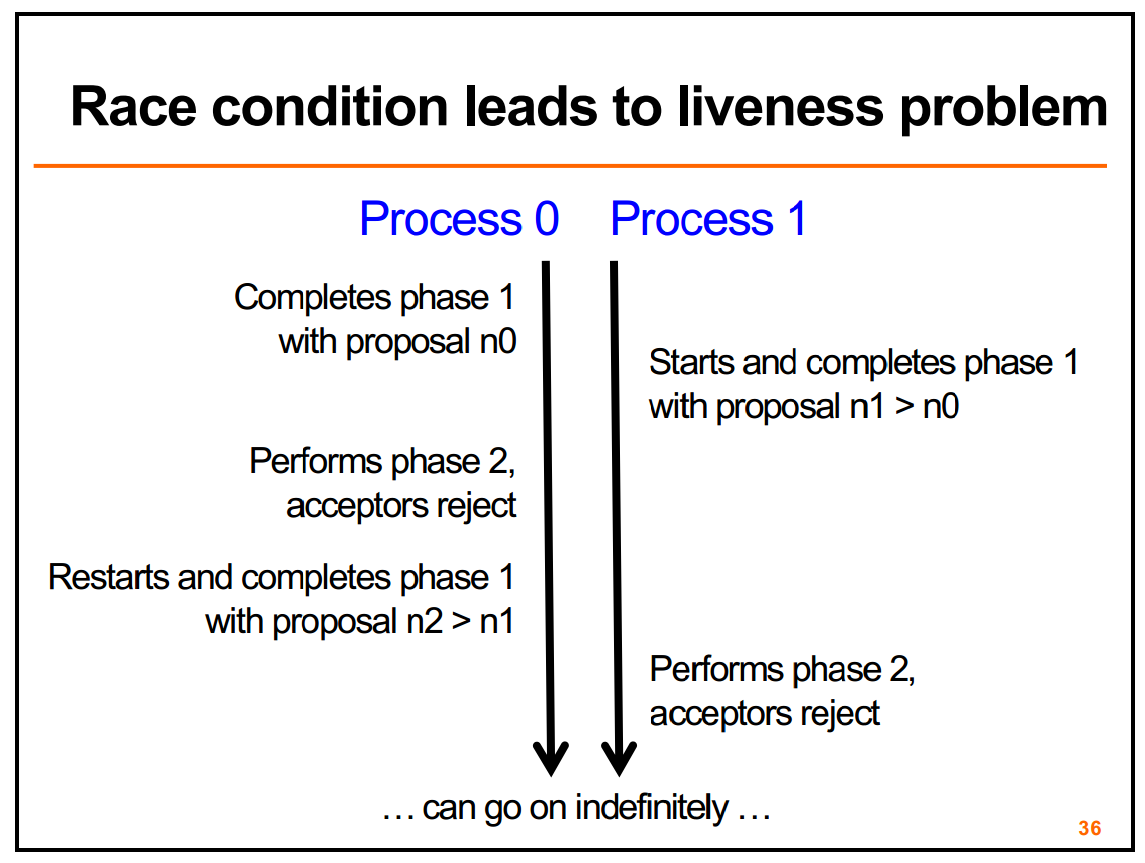 Race condition leads to liveness problem
Process 0
Process 1
Completes phase 1
with proposal n0
Starts and completes phase 1
with proposal n1 > n0
Performs phase 2,
acceptors reject
Restarts and completes phase 1
with proposal n2 > n1
Performs phase 2,
acceptors reject
… can go on indefinitely …
36